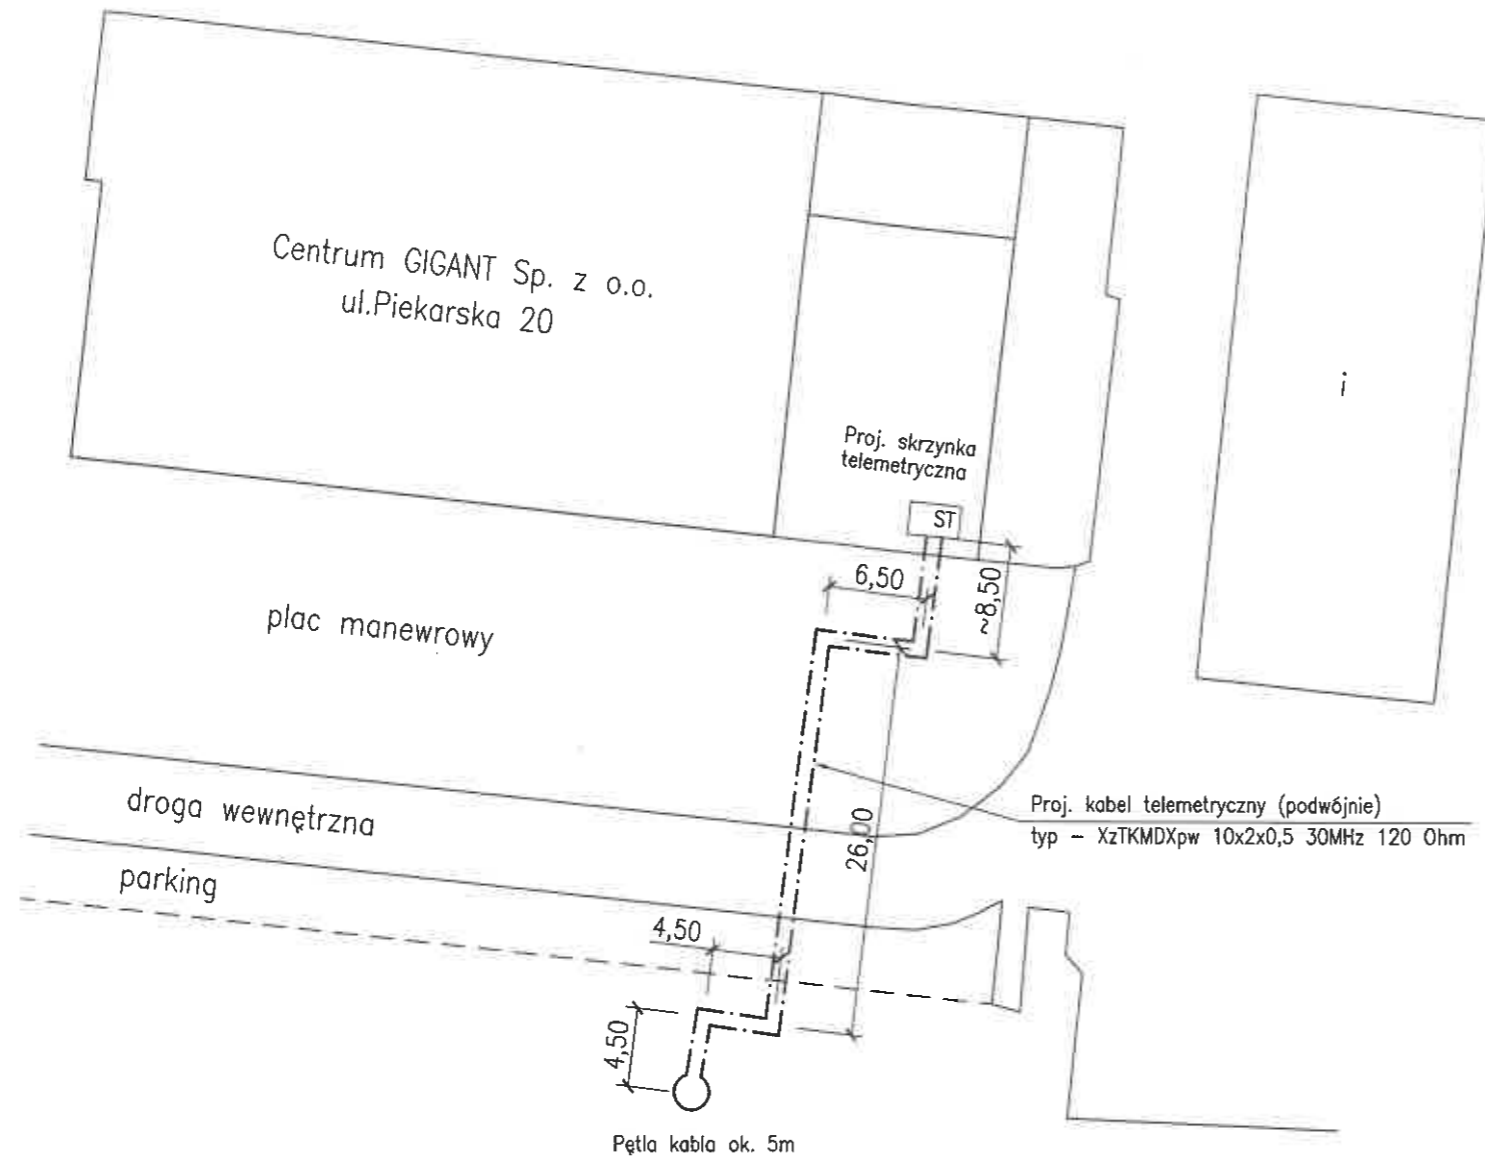 Centrum GIGANT Sp. z o.o.
ul.Piekarska 20
i
Proj. skrzynka
telemetryczna
ST
6,50
~8,50
plac manewrowy
Proj. kabel telemetryczny (podwójnie)
typ – XzTKMDXpw 10x2x0,5 30MHz 120 Ohm
droga wewnętrzna
26,00
parking
4,50
4,50
Pętla kabla ok. 5m